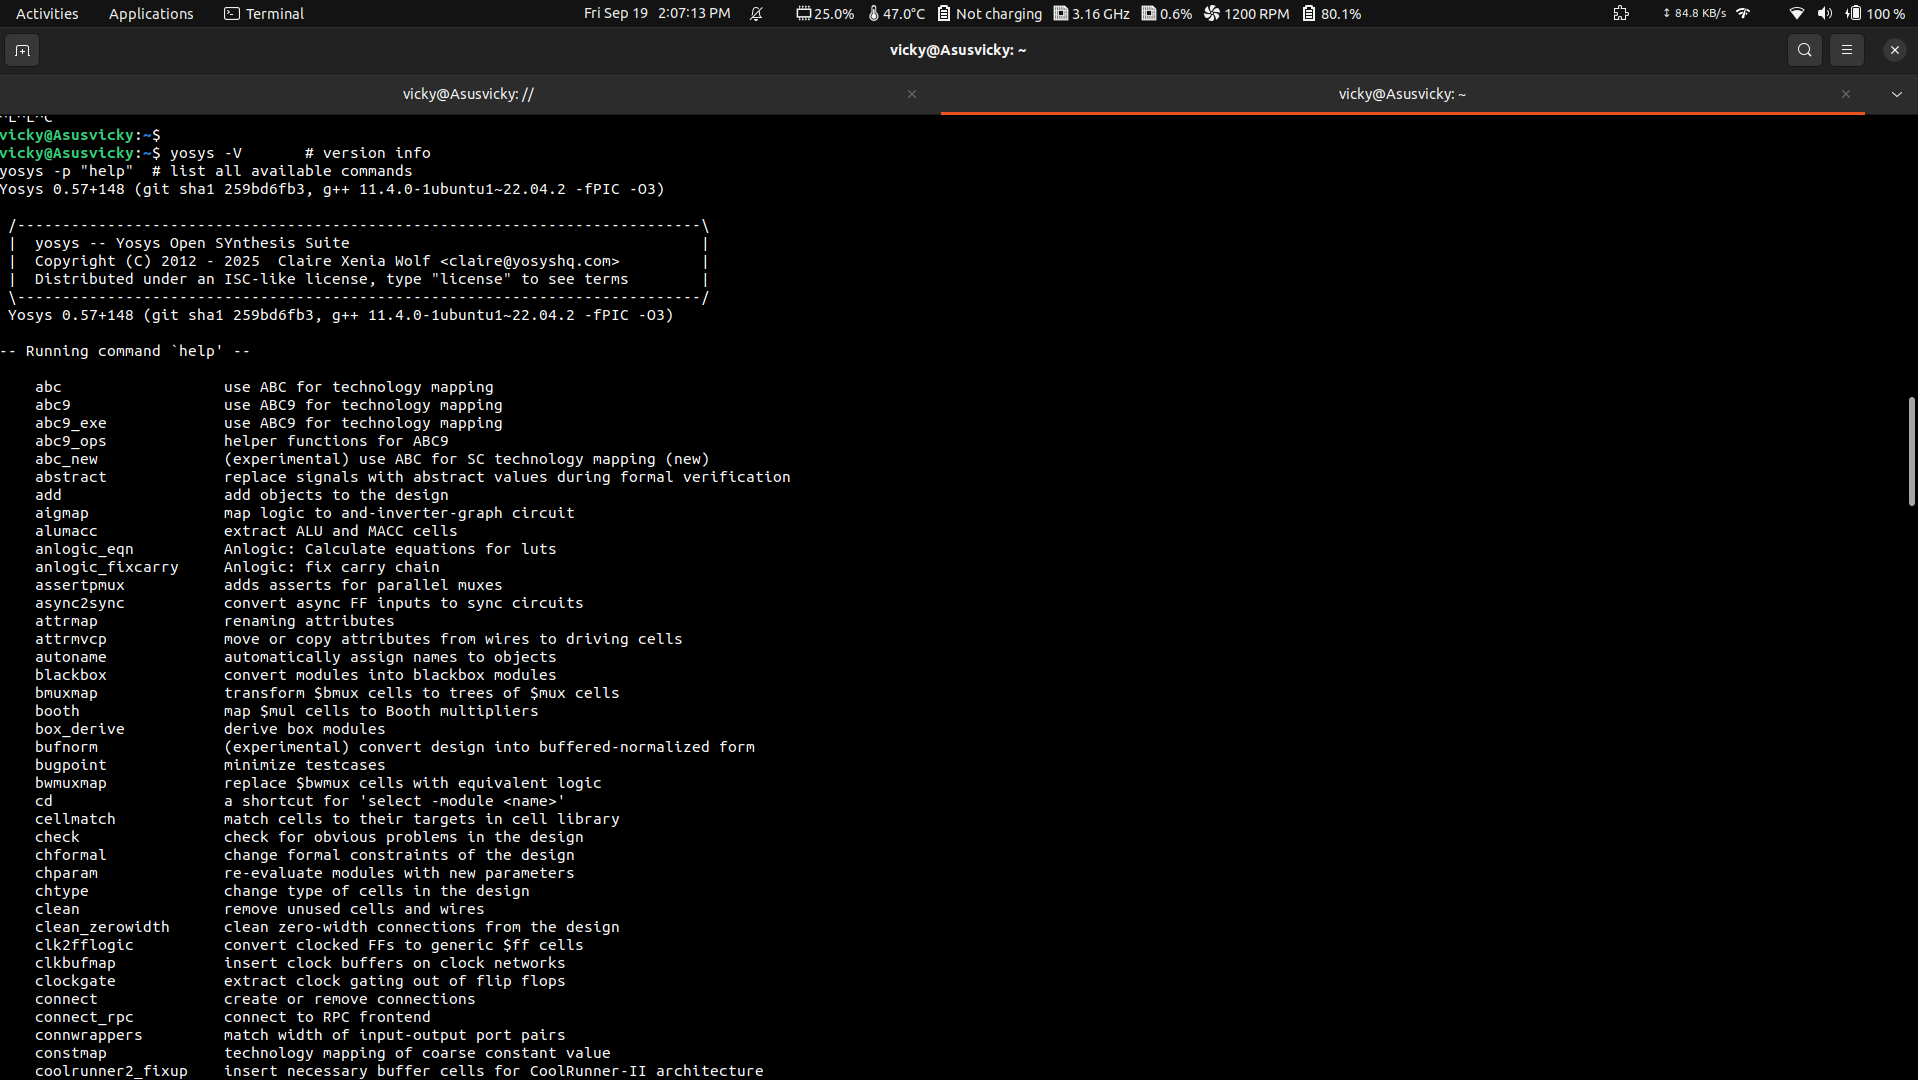 Activities Applications Terminal Fri Sep 19 2:07:13 PM 25.0% 47.0°C Not charging 3.16 GHz 0.6% 1200 RPM 80.1% 84.8 KB/s 100 %
vicky@Asusvicky: ~
vicky@Asusvicky: // vicky@Asusvicky: ~
vicky@Asusvicky:~$
vicky@Asusvicky:~$ yosys -V       # version info
yosys -p "help"  # list all available commands
Yosys 0.57+148 (git sha1 259bd6fb3, g++ 11.4.0-1ubuntu1~22.04.2 -fPIC -O3)
/----------------------------------------------------------------------------\
|  yosys -- Yosys Open SYnthesis Suite                                       |
|  Copyright (C) 2012 - 2025  Claire Xenia Wolf <claire@yosyshq.com>         |
|  Distributed under an ISC-like license, type "license" to see terms        |
\----------------------------------------------------------------------------/
Yosys 0.57+148 (git sha1 259bd6fb3, g++ 11.4.0-1ubuntu1~22.04.2 -fPIC -O3)
-- Running command `help' --
abc                  use ABC for technology mapping
abc9                 use ABC9 for technology mapping
abc9_exe             use ABC9 for technology mapping
abc9_ops             helper functions for ABC9
abc_new              (experimental) use ABC for SC technology mapping (new)
abstract             replace signals with abstract values during formal verification
add                  add objects to the design
aigmap               map logic to and-inverter-graph circuit
alumacc              extract ALU and MACC cells
anlogic_eqn          Anlogic: Calculate equations for luts
anlogic_fixcarry     Anlogic: fix carry chain
assertpmux           adds asserts for parallel muxes
async2sync           convert async FF inputs to sync circuits
attrmap              renaming attributes
attrmvcp             move or copy attributes from wires to driving cells
autoname             automatically assign names to objects
blackbox             convert modules into blackbox modules
bmuxmap              transform $bmux cells to trees of $mux cells
booth                map $mul cells to Booth multipliers
box_derive           derive box modules
bufnorm              (experimental) convert design into buffered-normalized form
bugpoint             minimize testcases
bwmuxmap             replace $bwmux cells with equivalent logic
cd                   a shortcut for 'select -module <name>'
cellmatch            match cells to their targets in cell library
check                check for obvious problems in the design
chformal             change formal constraints of the design
chparam              re-evaluate modules with new parameters
chtype               change type of cells in the design
clean                remove unused cells and wires
clean_zerowidth      clean zero-width connections from the design
clk2fflogic          convert clocked FFs to generic $ff cells
clkbufmap            insert clock buffers on clock networks
clockgate            extract clock gating out of flip flops
connect              create or remove connections
connect_rpc          connect to RPC frontend
connwrappers         match width of input-output port pairs
constmap             technology mapping of coarse constant value
coolrunner2_fixup    insert necessary buffer cells for CoolRunner-II architecture